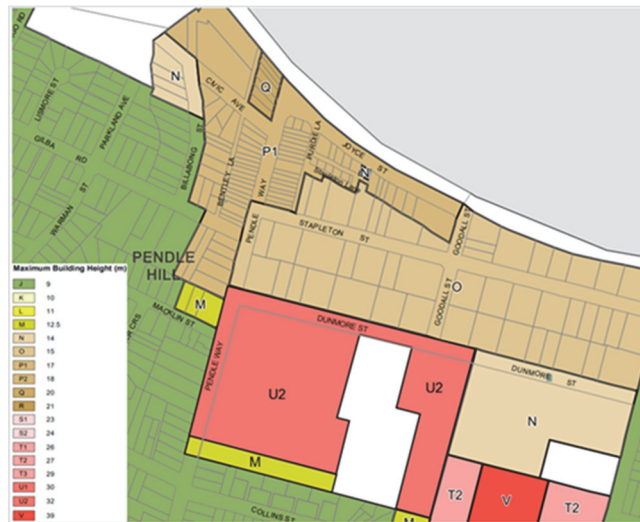 LISMORE ST
PARKLAND AVE
GILBA RD
WARMAN ST
BILLABONG ST
N
CIVIC AVE
Q
P1
BENTLEY LA
PENDLE WAY
PURDIE LA
JOYCE ST
STAPLETON ST
GOODALL ST
GOODALL ST
O
PENDLE HILL
M
MACKLIN ST
DUNMORE ST
DUNMORE ST
PENDLE WAY
U2
U2
N
M
T2
V
T2
COLLINS ST
M
Maximum Building Height (m)
J 9
K 10
L 11
M 12.5
N 14
O 15
P1 17
P2 18
Q 20
R 21
S1 23
S2 24
T1 26
T2 27
T3 29
U1 30
U2 32
V 39